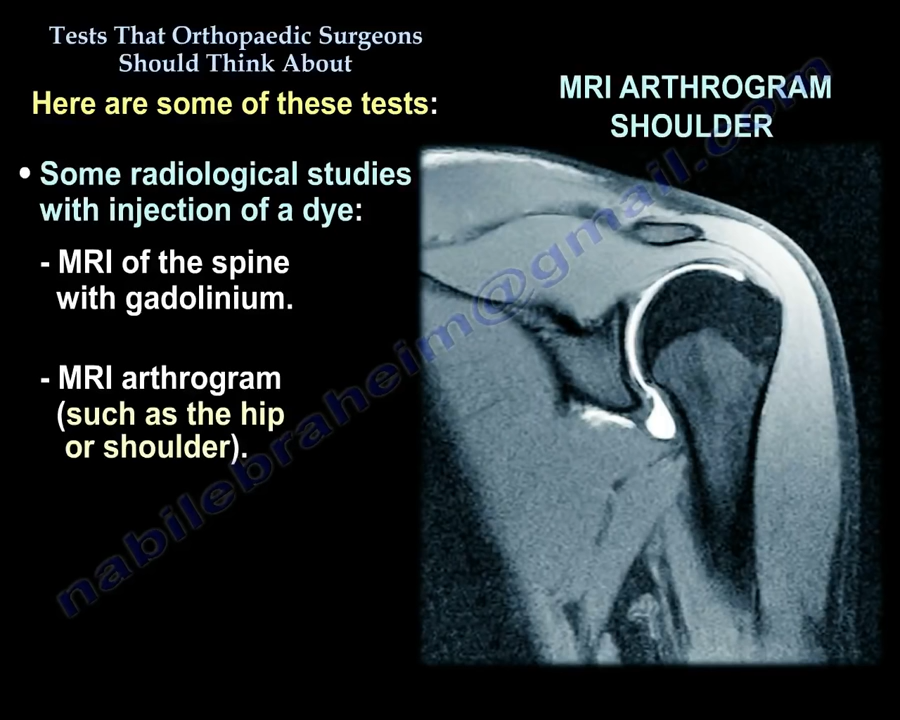 Tests That Orthopaedic Surgeons
Should Think About
Here are some of these tests:
• Some radiological studies
with injection of a dye:
- MRI of the spine
with gadolinium.
- MRI arthrogram
(such as the hip
or shoulder).
MRI ARTHROGRAM
SHOULDER
nabilebraheim@gmail.com